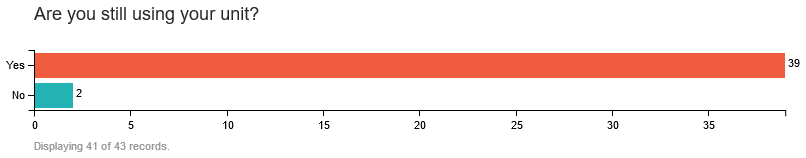 Are you still using your unit?
Yes 39
No 2
0 5 10 15 20 25 30 35
Displaying 41 of 43 records.